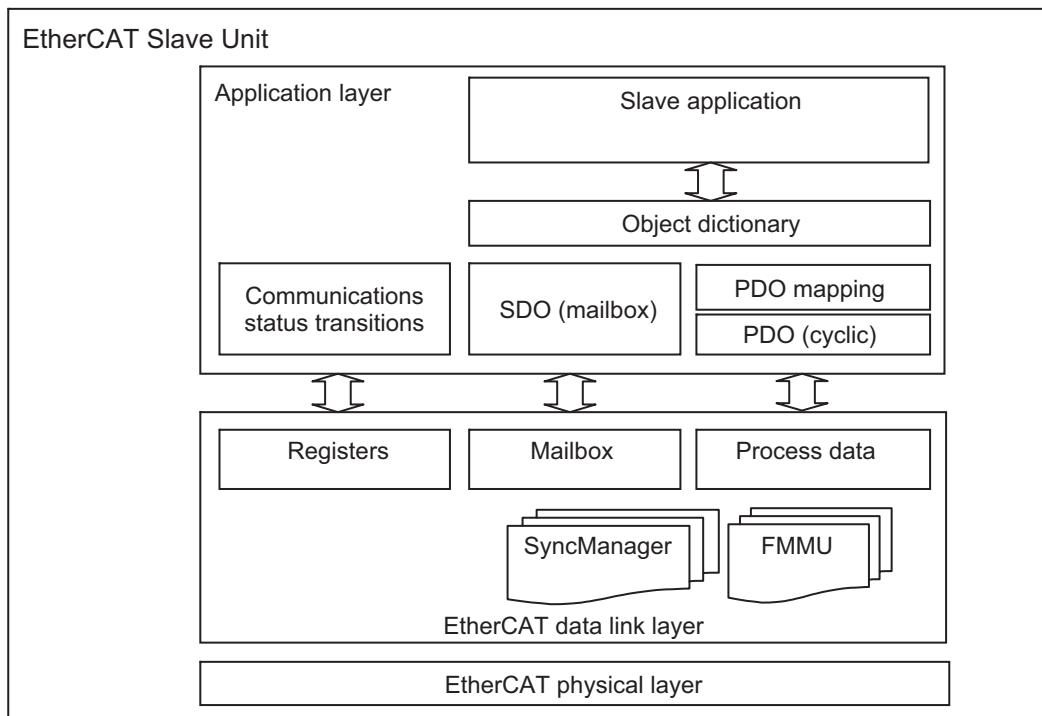 EtherCAT Slave Unit
Application layer
Slave application
Object dictionary
Communications
status transitions
SDO (mailbox)
PDO mapping
PDO (cyclic)
Registers
Mailbox
Process data
SyncManager
FMMU
EtherCAT data link layer
EtherCAT physical layer